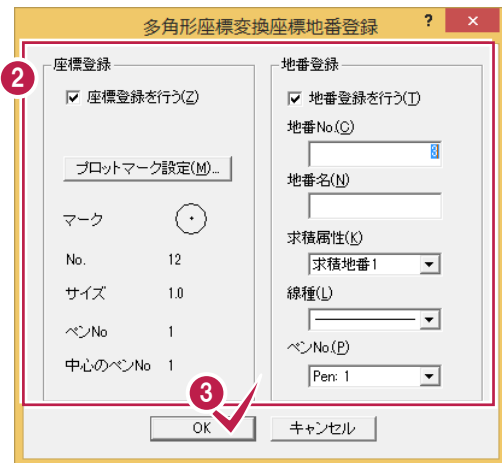 多角形座標変換座標地番登録 ? ×
2
座標登録
座標登録を行う(Z)
プロットマーク設定(M)...
マーク
No. 12
サイズ 1.0
ペンNo 1
中心のペンNo 1
地番登録
地番登録を行う(T)
地番No.(C)
3
地番名(N)
求積属性(K)
求積地番1
線種(L)
ペンNo.(P)
Pen: 1
3
OK キャンセル